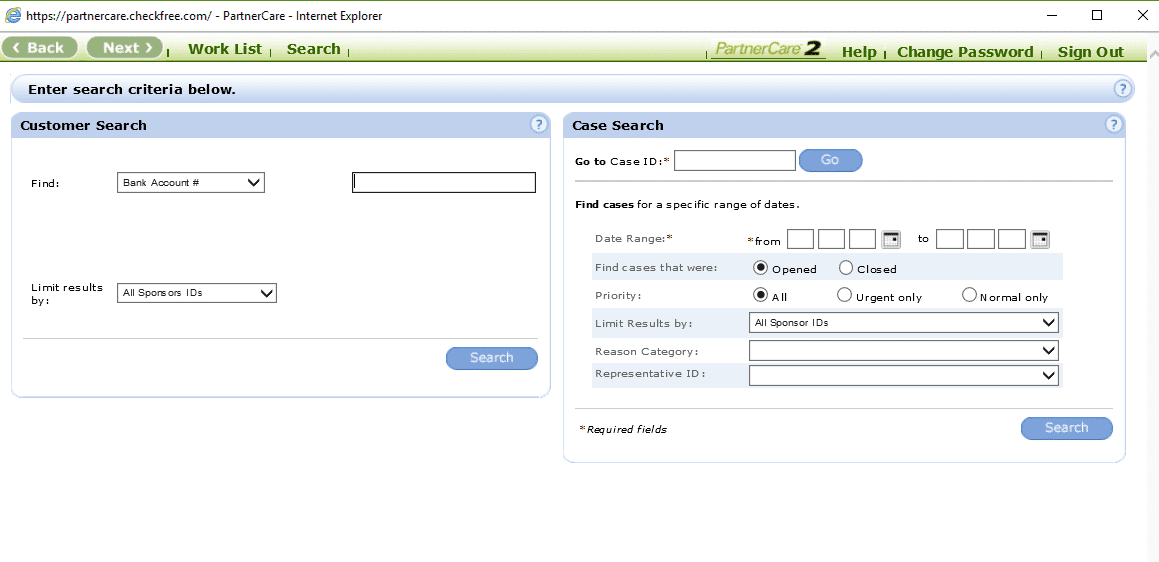 https://partnercare.checkfree.com/ - PartnerCare - Internet Explorer
< Back Next > Work List Search PartnerCare 2 Help Change Password Sign Out
Enter search criteria below. ?
Customer Search ?
Find: Bank Account #
Limit results by: All Sponsors IDs
Search
Case Search ?
Go to Case ID:* Go
Find cases for a specific range of dates.
Date Range:* *from to
Find cases that were: Opened Closed
Priority: All Urgent only Normal only
Limit Results by: All Sponsor IDs
Reason Category:
Representative ID:
*Required fields Search